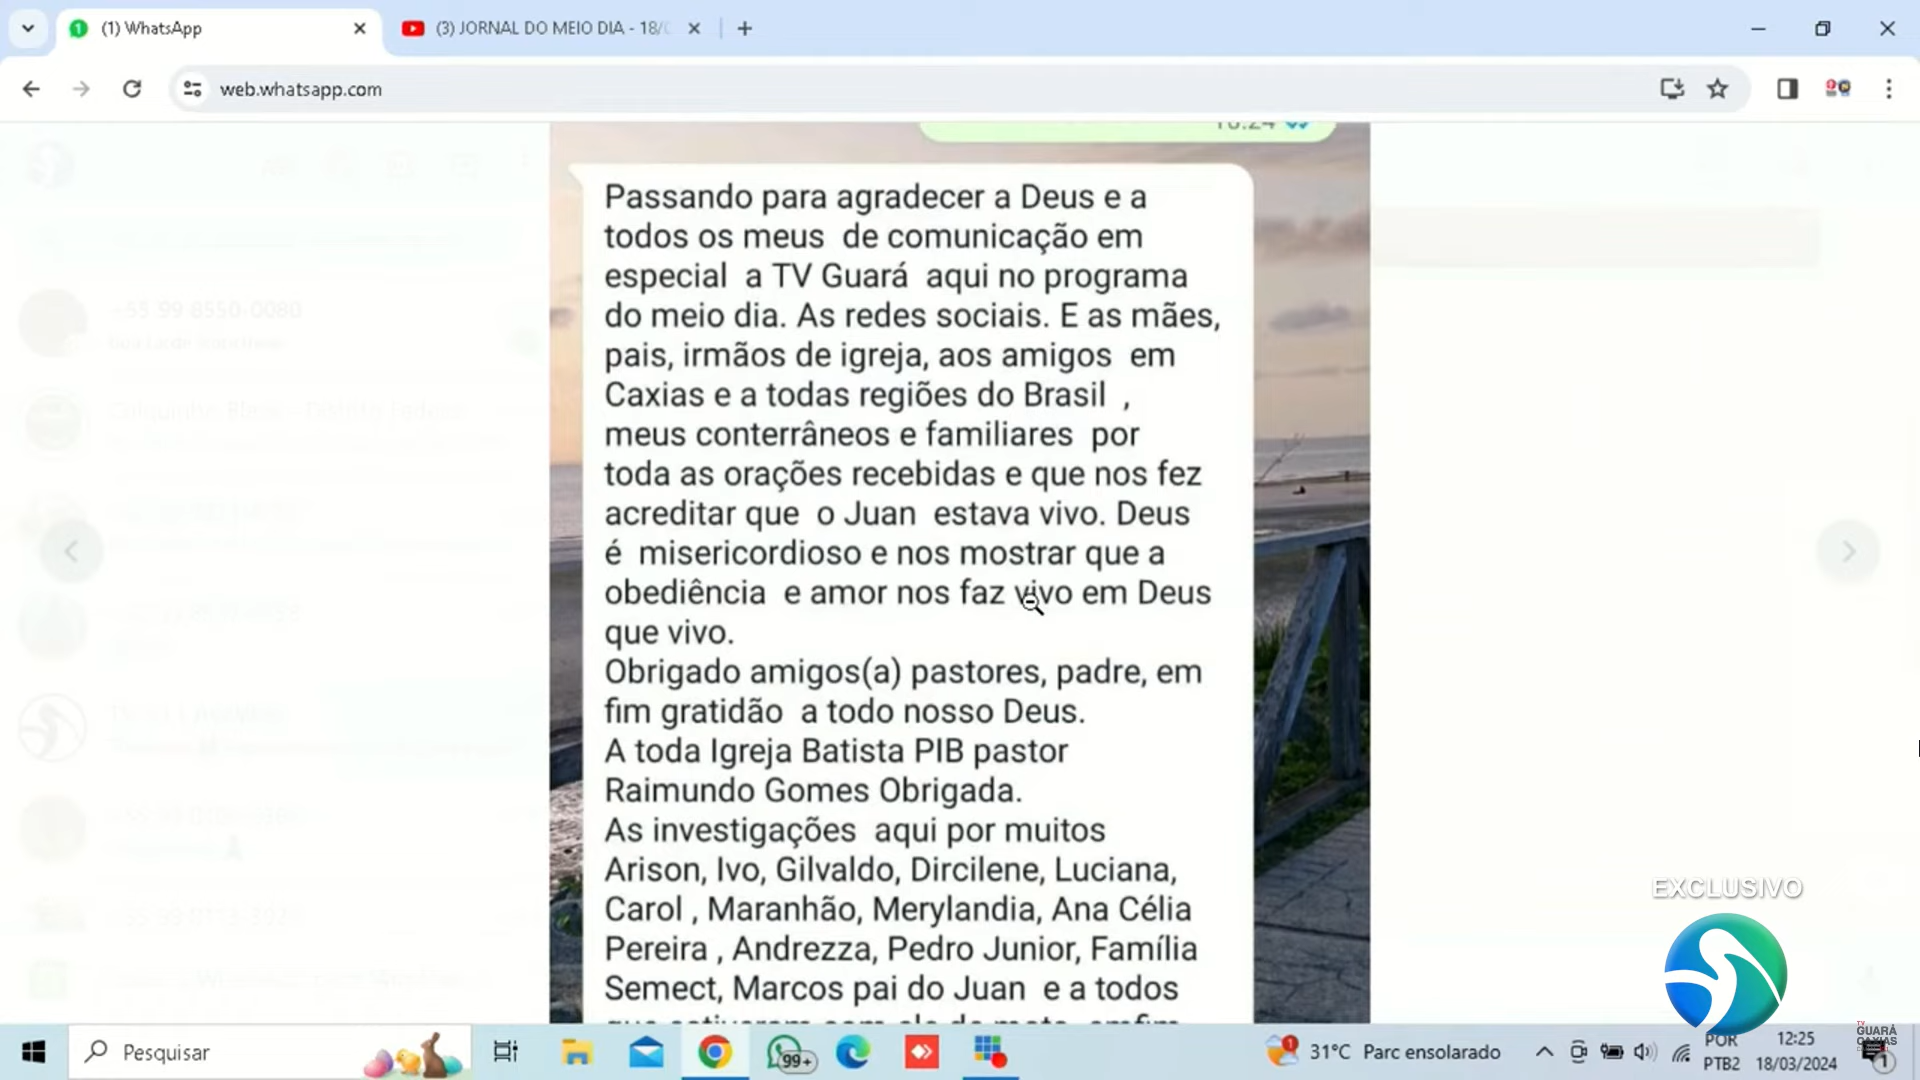 (1) WhatsApp
(3) JORNAL DO MEIO DIA - 18/
web.whatsapp.com
Passando para agradecer a Deus e a
todos os meus de comunicação em
especial a TV Guará aqui no programa
do meio dia. As redes sociais. E as mães,
pais, irmãos de igreja, aos amigos em
Caxias e a todas regiões do Brasil ,
meus conterrâneos e familiares por
toda as orações recebidas e que nos fez
acreditar que o Juan estava vivo. Deus
é misericordioso e nos mostrar que a
obediência e amor nos faz vivo em Deus
que vivo.
Obrigado amigos(a) pastores, padre, em
fim gratidão a todo nosso Deus.
A toda Igreja Batista PIB pastor
Raimundo Gomes Obrigada.
As investigações aqui por muitos
Arison, Ivo, Gilvaldo, Dircilene, Luciana,
Carol , Maranhão, Merylandia, Ana Célia
Pereira , Andrezza, Pedro Junior, Família
Semect, Marcos pai do Juan e a todos
EXCLUSIVO
TV
GUARÁ
CAXIAS
Pesquisar
99+
1
31°C Parc ensolarado
POR
PTB2
12:25
18/03/2024
1